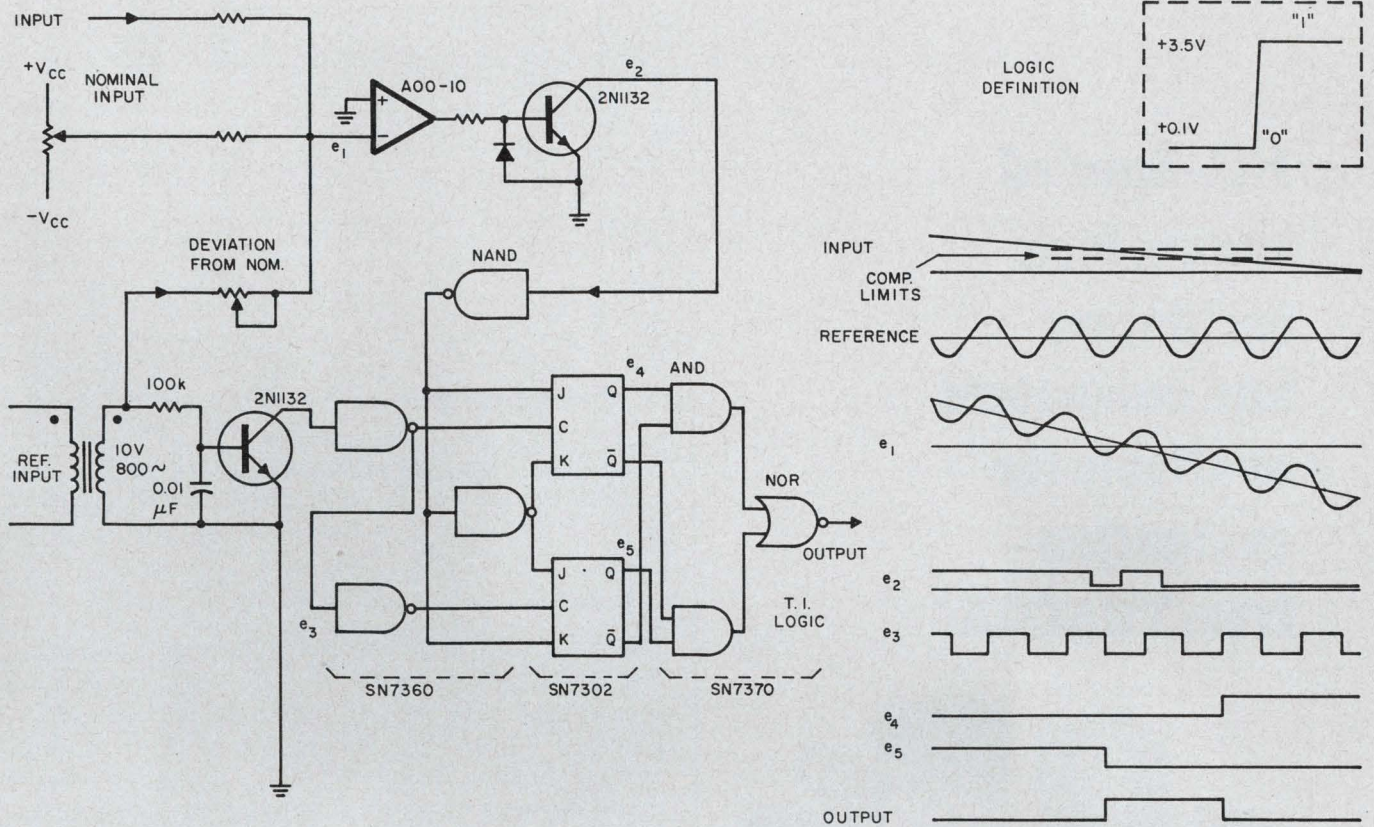 INPUT
+VCC
NOMINAL
INPUT
-VCC
e1
A00-10
+
−
e2
2N1132
DEVIATION
FROM NOM.
NAND
100k
2N1132
REF.
INPUT
10V
800~
0.01
μF
e3
e4
J Q
C
K Q̄
e5
J Q
C
K Q̄
AND
NOR
OUTPUT
T. I.
LOGIC
SN7360
SN7302
SN7370
LOGIC
DEFINITION
"1"
+3.5V
+0.1V
"0"
INPUT
COMP.
LIMITS
REFERENCE
e1
e2
e3
e4
e5
OUTPUT